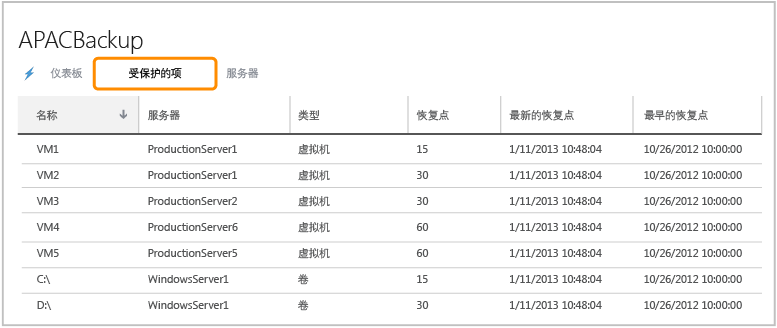 APACBackup
仪表板 受保护的项 服务器
名称 服务器 类型 恢复点 最新的恢复点 最早的恢复点
VM1 ProductionServer1 虚拟机 15 1/11/2013 10:48:04 10/26/2012 10:00:00
VM2 ProductionServer1 虚拟机 30 1/11/2013 10:48:04 10/26/2012 10:00:00
VM3 ProductionServer2 虚拟机 30 1/11/2013 10:48:04 10/26/2012 10:00:00
VM4 ProductionServer6 虚拟机 60 1/11/2013 10:48:04 10/26/2012 10:00:00
VM5 ProductionServer5 虚拟机 60 1/11/2013 10:48:04 10/26/2012 10:00:00
C:\ WindowsServer1 卷 15 1/11/2013 10:48:04 10/26/2012 10:00:00
D:\ WindowsServer1 卷 30 1/11/2013 10:48:04 10/26/2012 10:00:00